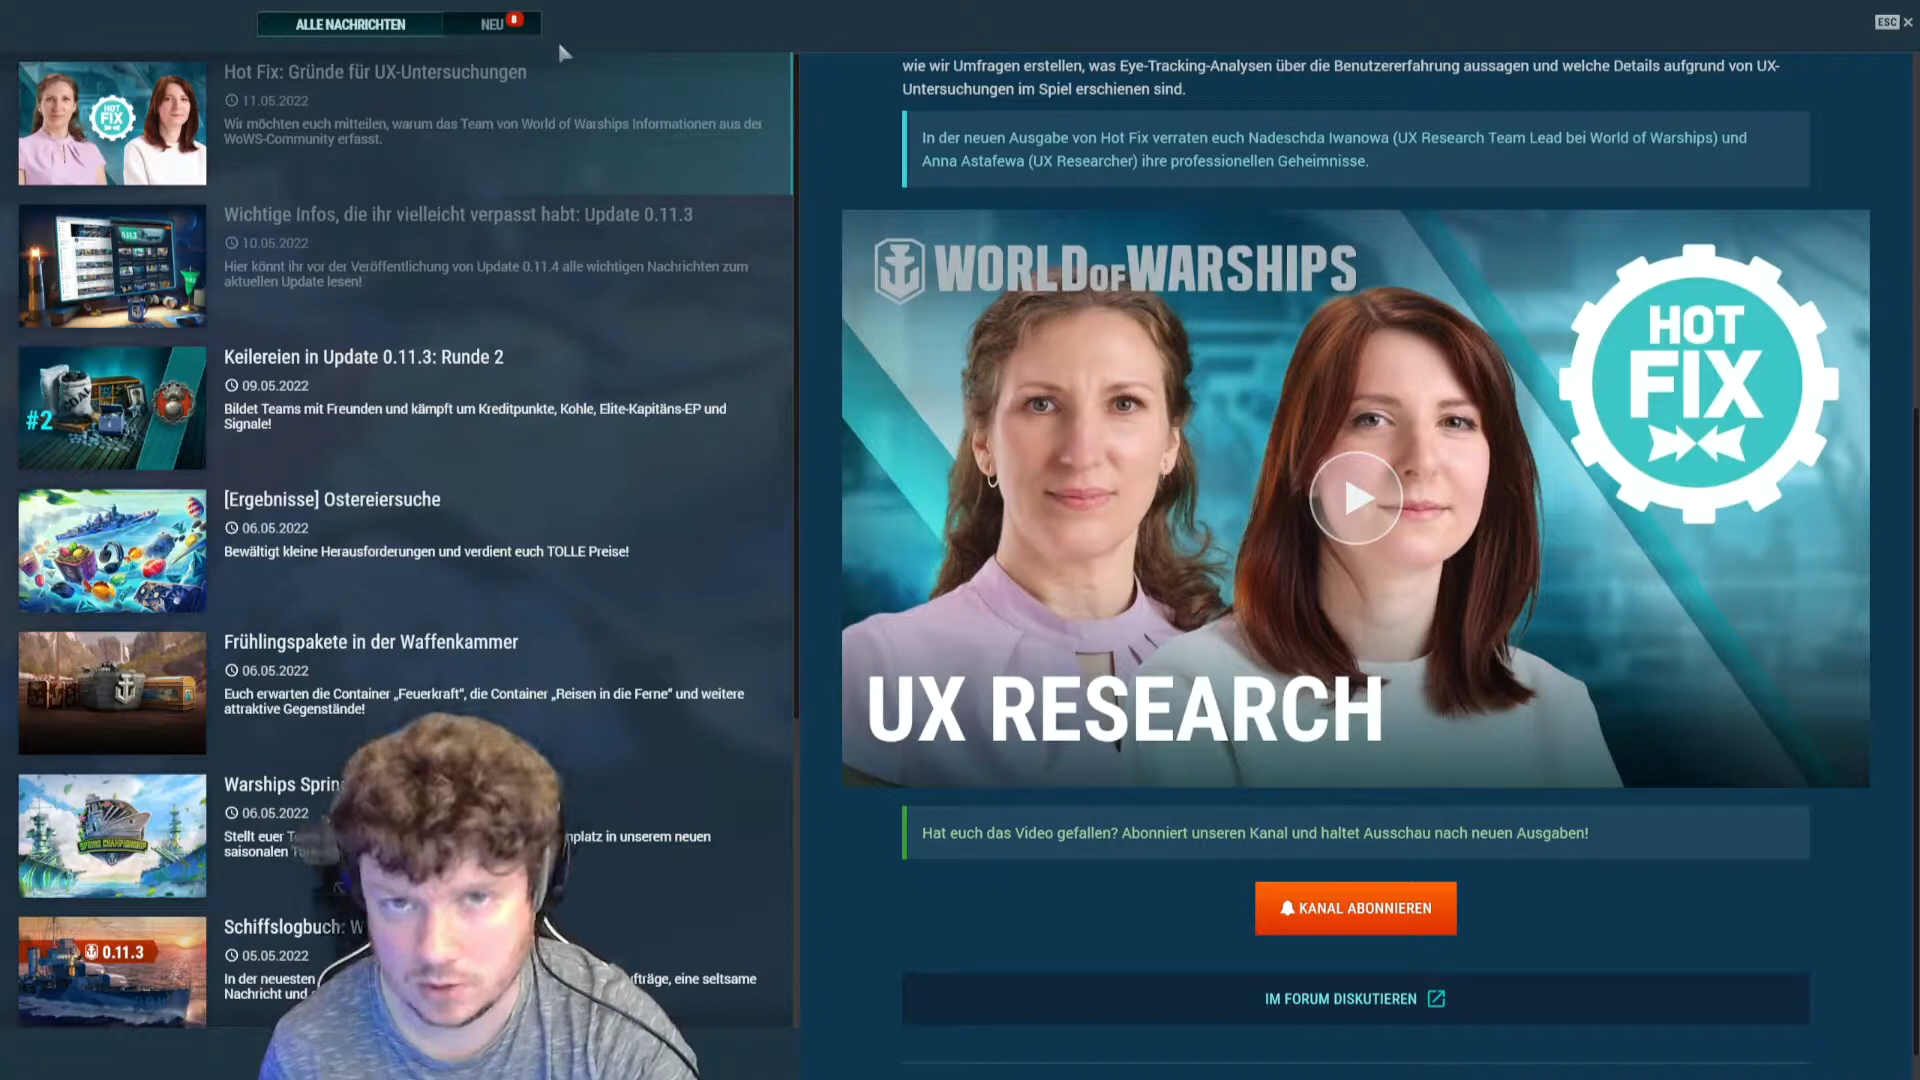 ALLE NACHRICHTEN
NEU
8
ESC
Hot Fix: Gründe für UX-Untersuchungen
11.05.2022
Wir möchten euch mitteilen, warum das Team von World of Warships Informationen aus der
WoWS-Community erfasst.
HOT
FIX
Wichtige Infos, die ihr vielleicht verpasst habt: Update 0.11.3
10.05.2022
Hier könnt ihr vor der Veröffentlichung von Update 0.11.4 alle wichtigen Nachrichten zum
aktuellen Update lesen!
Keilereien in Update 0.11.3: Runde 2
09.05.2022
Bildet Teams mit Freunden und kämpft um Kreditpunkte, Kohle, Elite-Kapitäns-EP und
Signale!
#2
[Ergebnisse] Ostereiersuche
06.05.2022
Bewältigt kleine Herausforderungen und verdient euch TOLLE Preise!
Frühlingspakete in der Waffenkammer
06.05.2022
Euch erwarten die Container „Feuerkraft“, die Container „Reisen in die Ferne“ und weitere
attraktive Gegenstände!
Warships Sprin
06.05.2022
Stellt euer
nplatz in unserem neuen
saisonalen
SPRING CHAMPIONSHIP
Schiffslogbuch: W
05.05.2022
In der neuesten
ufträge, eine seltsame
Nachricht und
0.11.3
wie wir Umfragen erstellen, was Eye-Tracking-Analysen über die Benutzererfahrung aussagen und welche Details aufgrund von UX-
Untersuchungen im Spiel erschienen sind.
In der neuen Ausgabe von Hot Fix verraten euch Nadeschda Iwanowa (UX Research Team Lead bei World of Warships) und
Anna Astafewa (UX Researcher) ihre professionellen Geheimnisse.
WORLD OF WARSHIPS
HOT
FIX
UX RESEARCH
Hat euch das Video gefallen? Abonniert unseren Kanal und haltet Ausschau nach neuen Ausgaben!
KANAL ABONNIEREN
IM FORUM DISKUTIEREN